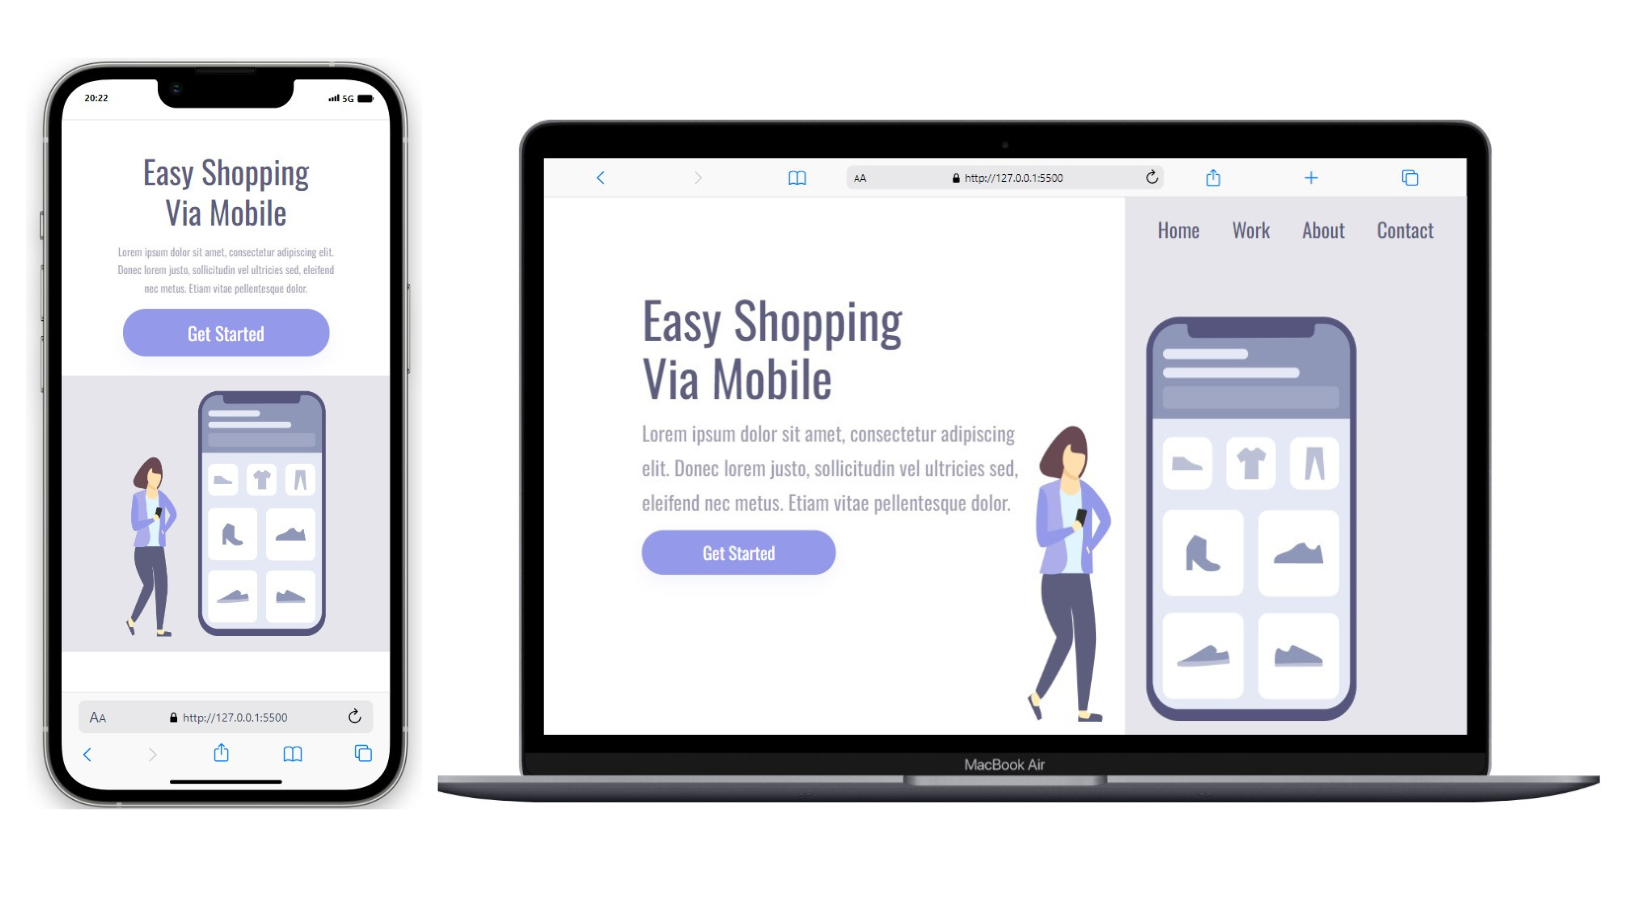 20:22
5G
Easy Shopping
Via Mobile
Lorem ipsum dolor sit amet, consectetur adipiscing elit.
Donec lorem justo, sollicitudin vel ultricies sed, eleifend
nec metus. Etiam vitae pellentesque dolor.
Get Started
AA
http://127.0.0.1:5500
AA
http://127.0.0.1:5500
Home Work About Contact
Easy Shopping
Via Mobile
Lorem ipsum dolor sit amet, consectetur adipiscing
elit. Donec lorem justo, sollicitudin vel ultricies sed,
eleifend nec metus. Etiam vitae pellentesque dolor.
Get Started
MacBook Air